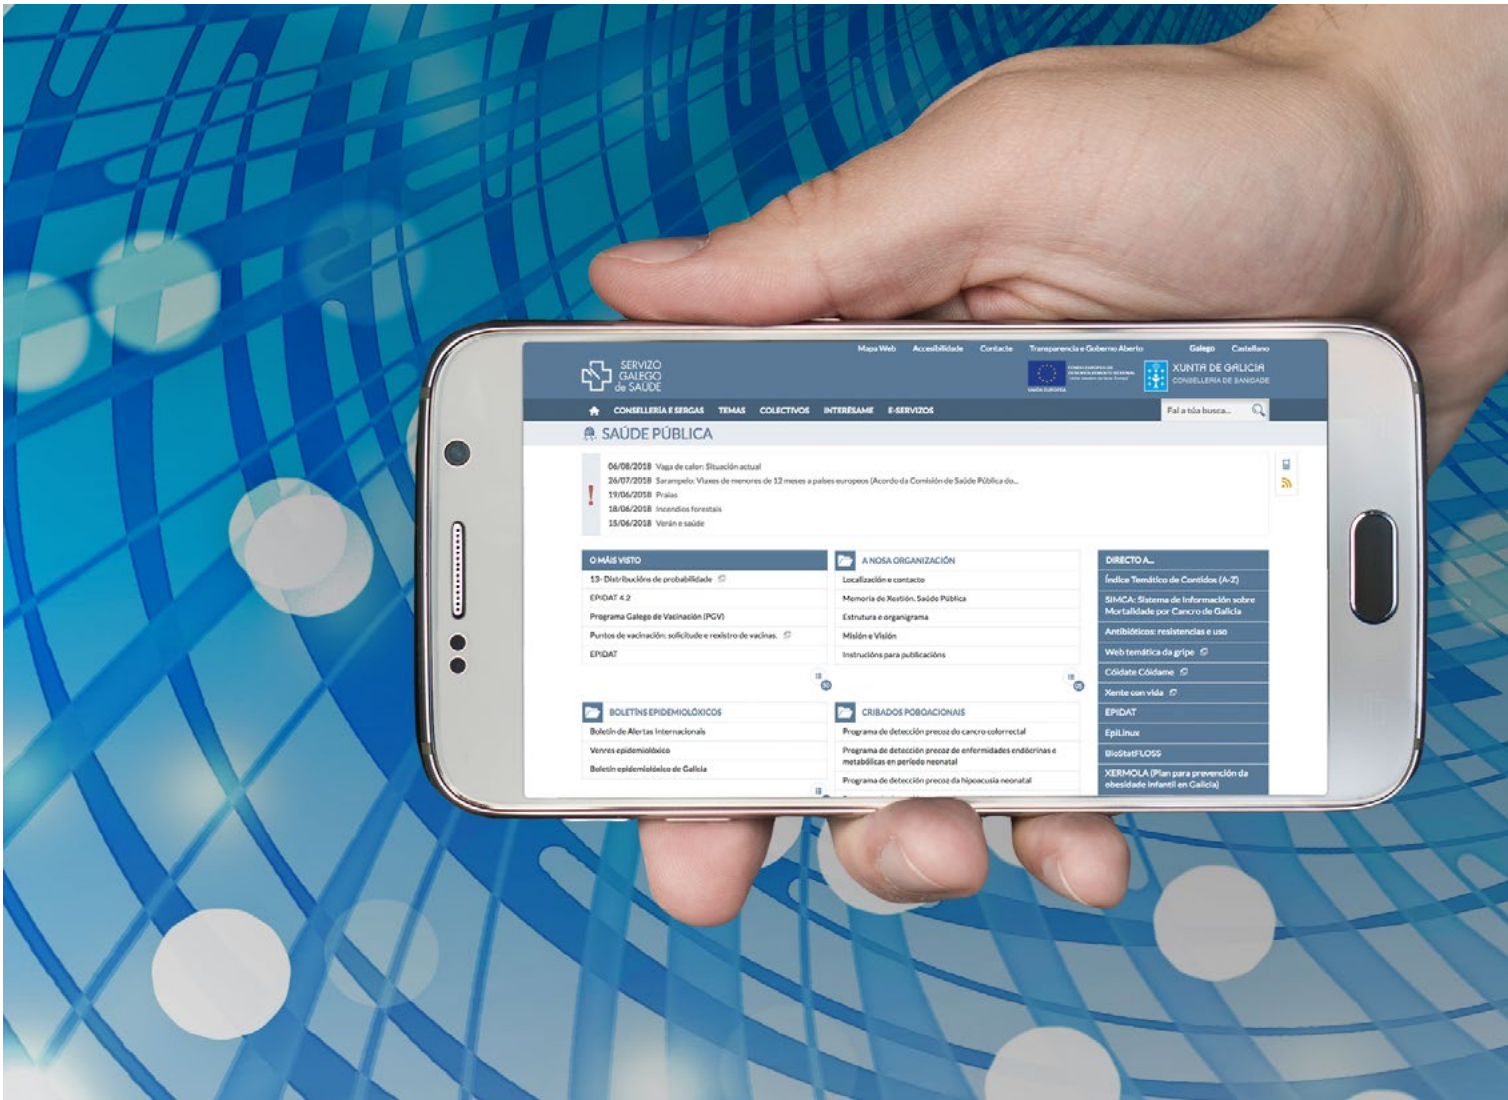 Mapa Web Accesibilidade Contacte Transparencia e Goberno Aberto Galego Castellano
SERVIZO
GALEGO
de SAÚDE
UNIÓN EUROPEA
FONDO EUROPEO DE
DESENVOLVEMENTO REXIONAL
XUNTA DE GALICIA
CONSELLERÍA DE SANIDADE
CONSELLERÍA E SERGAS TEMAS COLECTIVOS INTERÉSAME E-SERVIZOS
Fai a túa busca...
SAÚDE PÚBLICA
06/08/2018 Vaga de calor: Situación actual
26/07/2018 Sarampelo: Viaxes de menores de 12 meses a países europeos (Acordo da Comisión de Saúde Pública do...
19/06/2018 Praias
18/06/2018 Incendios forestais
15/06/2018 Verán e saúde
O MÁIS VISTO
13- Distribucións de probabilidade
EPIDAT 4.2
Programa Galego de Vacinación (PGV)
Puntos de vacinación: solicitude e rexistro de vacinas.
EPIDAT
A NOSA ORGANIZACIÓN
Localización e contacto
Memoria de Xestión. Saúde Pública
Estrutura e organigrama
Misión e Visión
Instrucións para publicacións
DIRECTO A...
Índice Temático de Contidos (A-Z)
SIMCA: Sistema de Información sobre
Mortalidade por Cancro de Galicia
Antibióticos: resistencias e uso
Web temática da gripe
Cóidate Cóidame
Xente con vida
EPIDAT
EpiLinux
BioStatFLOSS
XERMOLA (Plan para prevención da
obesidade infantil en Galicia)
BOLETÍNS EPIDEMIOLÓXICOS
Boletín de Alertas Internacionais
Venres epidemiolóxico
Boletín epidemiolóxico de Galicia
CRIBADOS POBOACIONAIS
Programa de detección precoz do cancro colorrectal
Programa de detección precoz de enfermidades endócrinas e
metabólicas en período neonatal
Programa de detección precoz da hipoacusia neonatal